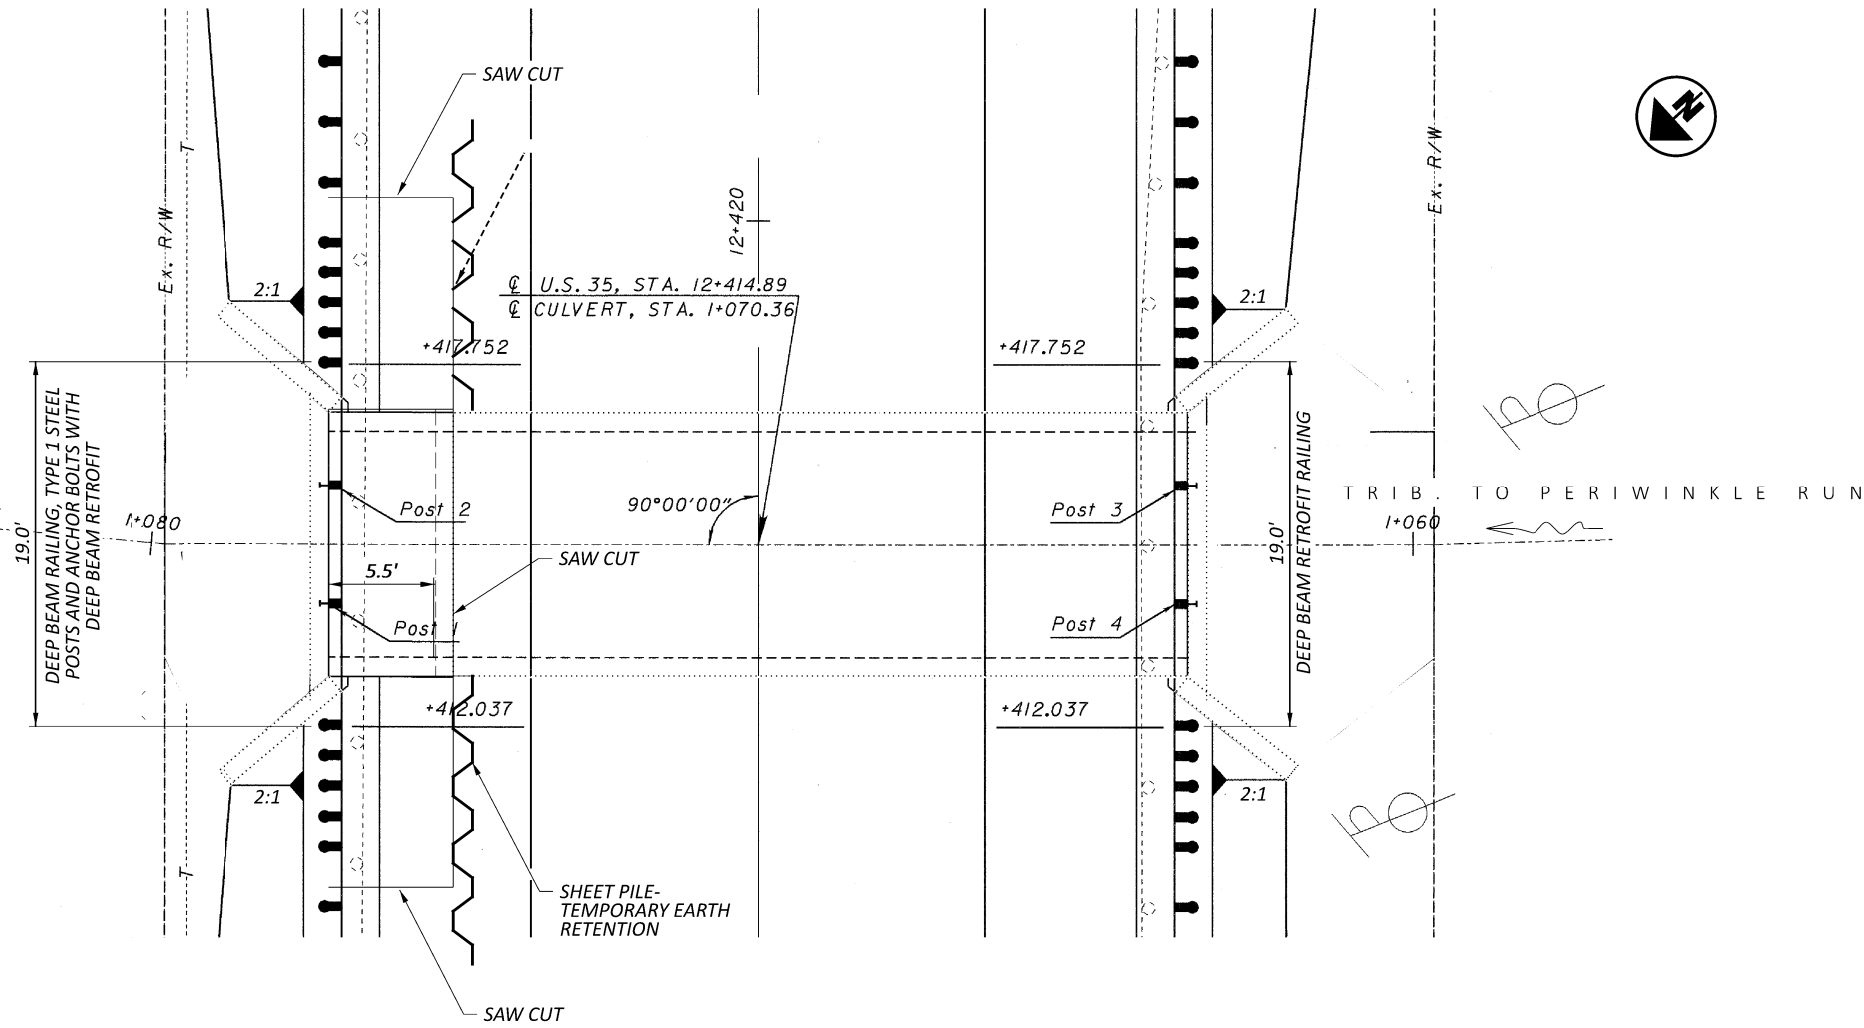 SAW CUT
N
T
Ex. R/W
Ex. R/W
12+420
2:1
2:1
℄ U.S. 35, STA. 12+414.89
℄ CULVERT, STA. 1+070.36
+417.752
+417.752
DEEP BEAM RAILING, TYPE 1 STEEL
POSTS AND ANCHOR BOLTS WITH
DEEP BEAM RETROFIT
19.0'
Post 2
90°00'00"
Post 3
TRIB. TO PERIWINKLE RUN
1+080
1+060
SAW CUT
5.5'
19.0'
DEEP BEAM RETROFIT RAILING
Post 1
Post 4
+412.037
+412.037
2:1
2:1
T
SHEET PILE-
TEMPORARY EARTH
RETENTION
SAW CUT